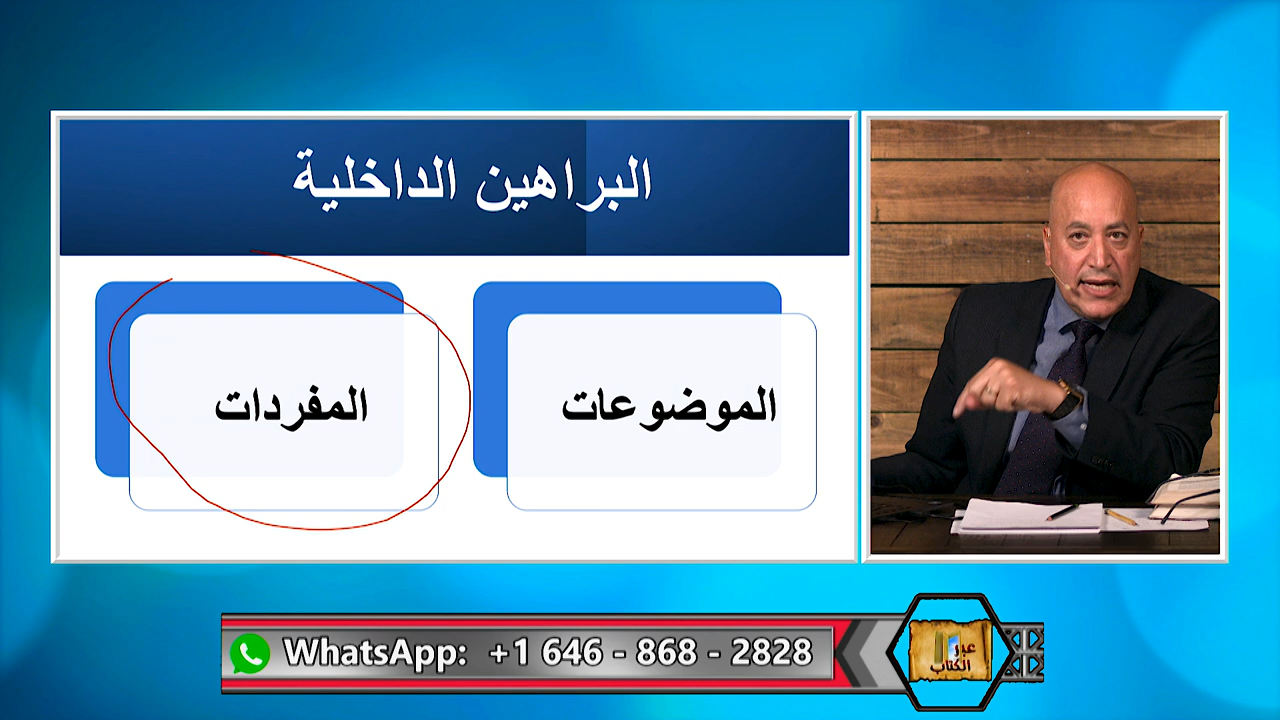 البراهين الداخلية
الموضوعات
المفردات
WhatsApp: +1 646 - 868 - 2828
عبر
الكتاب